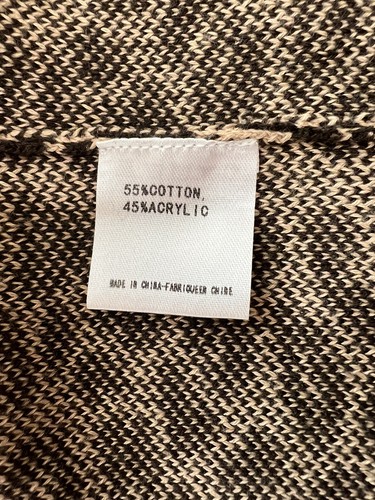 55%COTTON,
45%ACRYLIC
MADE IN CHINA-FABRIQUEEN CHINE